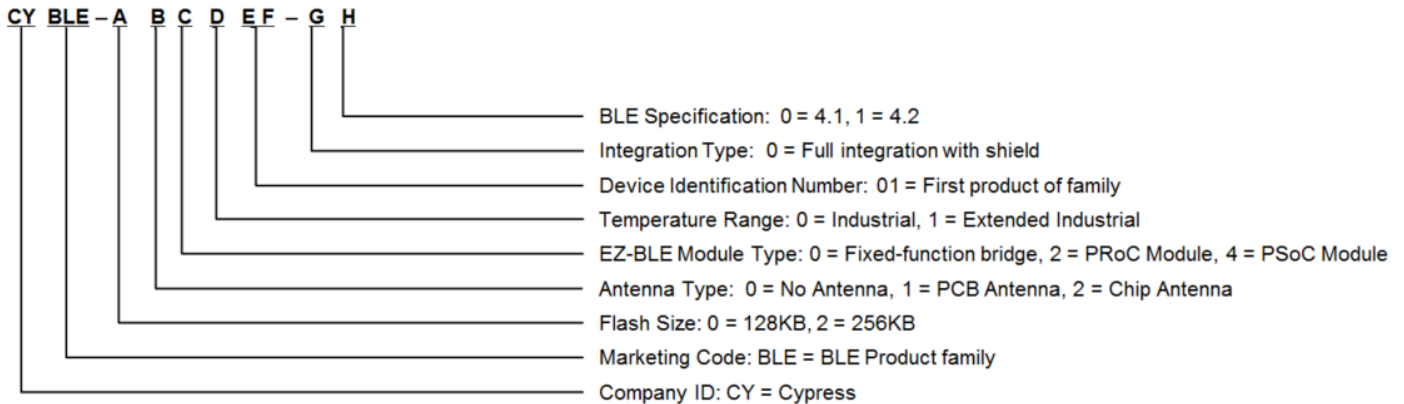 CY BLE – A B C D E F – G H
BLE Specification: 0 = 4.1, 1 = 4.2
Integration Type: 0 = Full integration with shield
Device Identification Number: 01 = First product of family
Temperature Range: 0 = Industrial, 1 = Extended Industrial
EZ-BLE Module Type: 0 = Fixed-function bridge, 2 = PRoC Module, 4 = PSoC Module
Antenna Type: 0 = No Antenna, 1 = PCB Antenna, 2 = Chip Antenna
Flash Size: 0 = 128KB, 2 = 256KB
Marketing Code: BLE = BLE Product family
Company ID: CY = Cypress